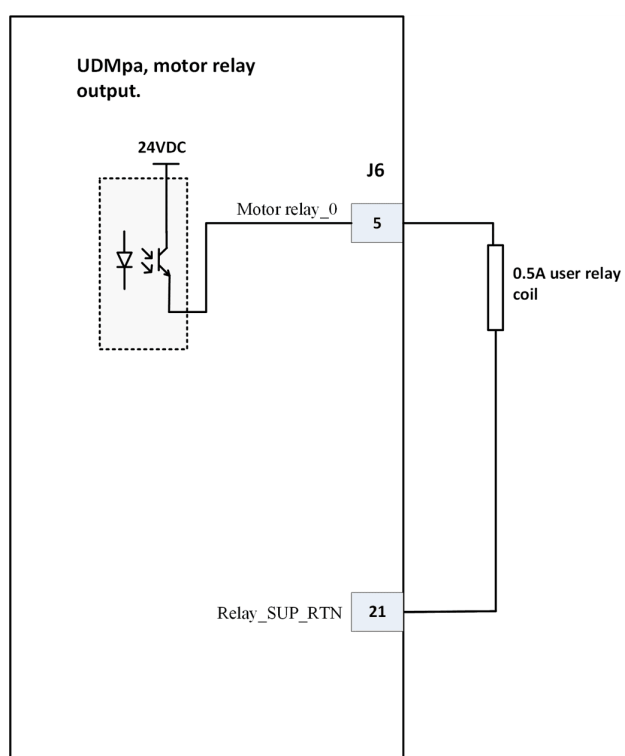 UDMpa, motor relay
output.
24VDC
J6
Motor relay_0
5
0.5A user relay
coil
Relay_SUP_RTN
21